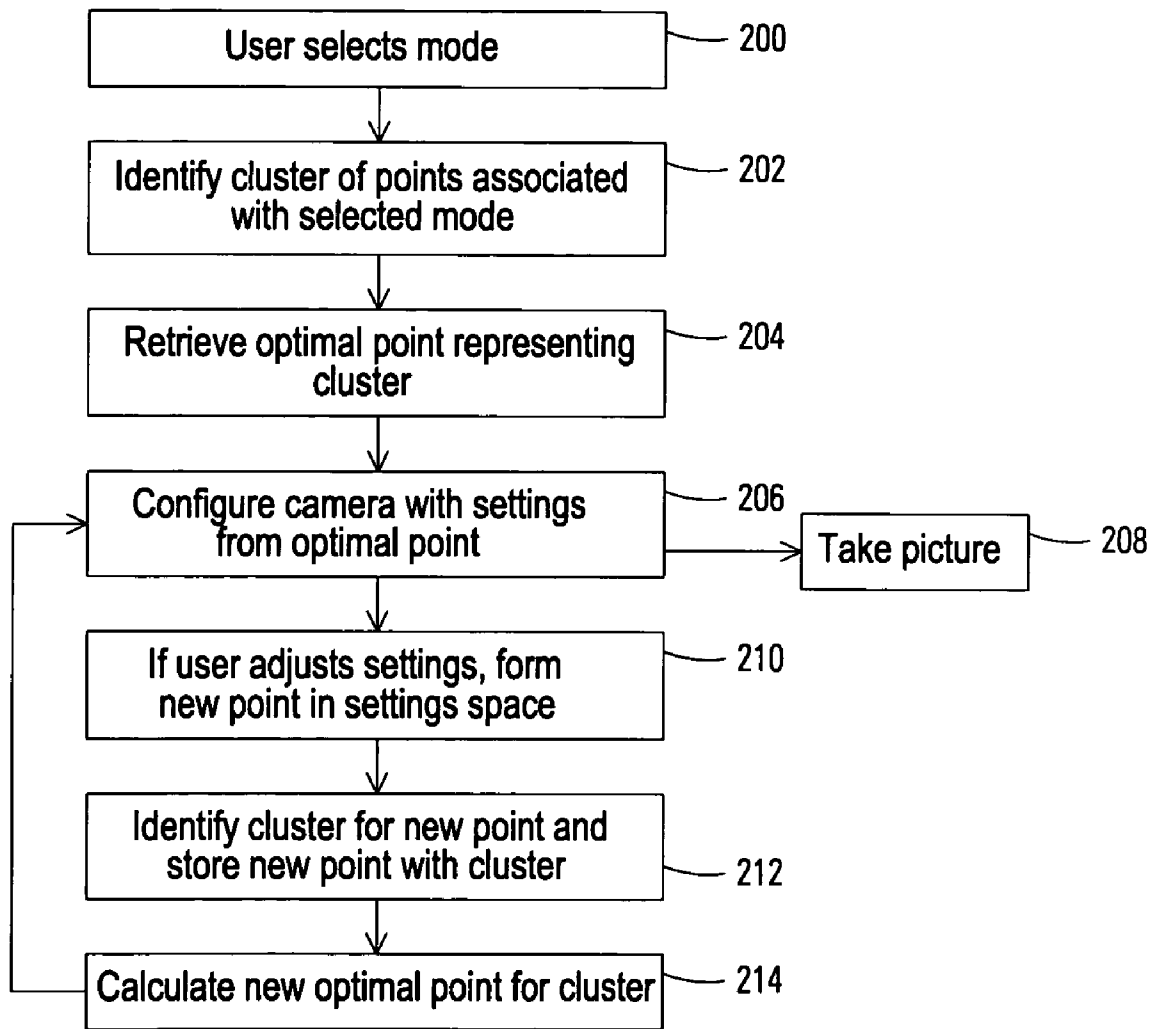 User selects mode
200
Identify cluster of points associated
with selected mode
202
Retrieve optimal point representing
cluster
204
Configure camera with settings
from optimal point
206
Take picture
208
If user adjusts settings, form
new point in settings space
210
Identify cluster for new point and
store new point with cluster
212
Calculate new optimal point for cluster
214